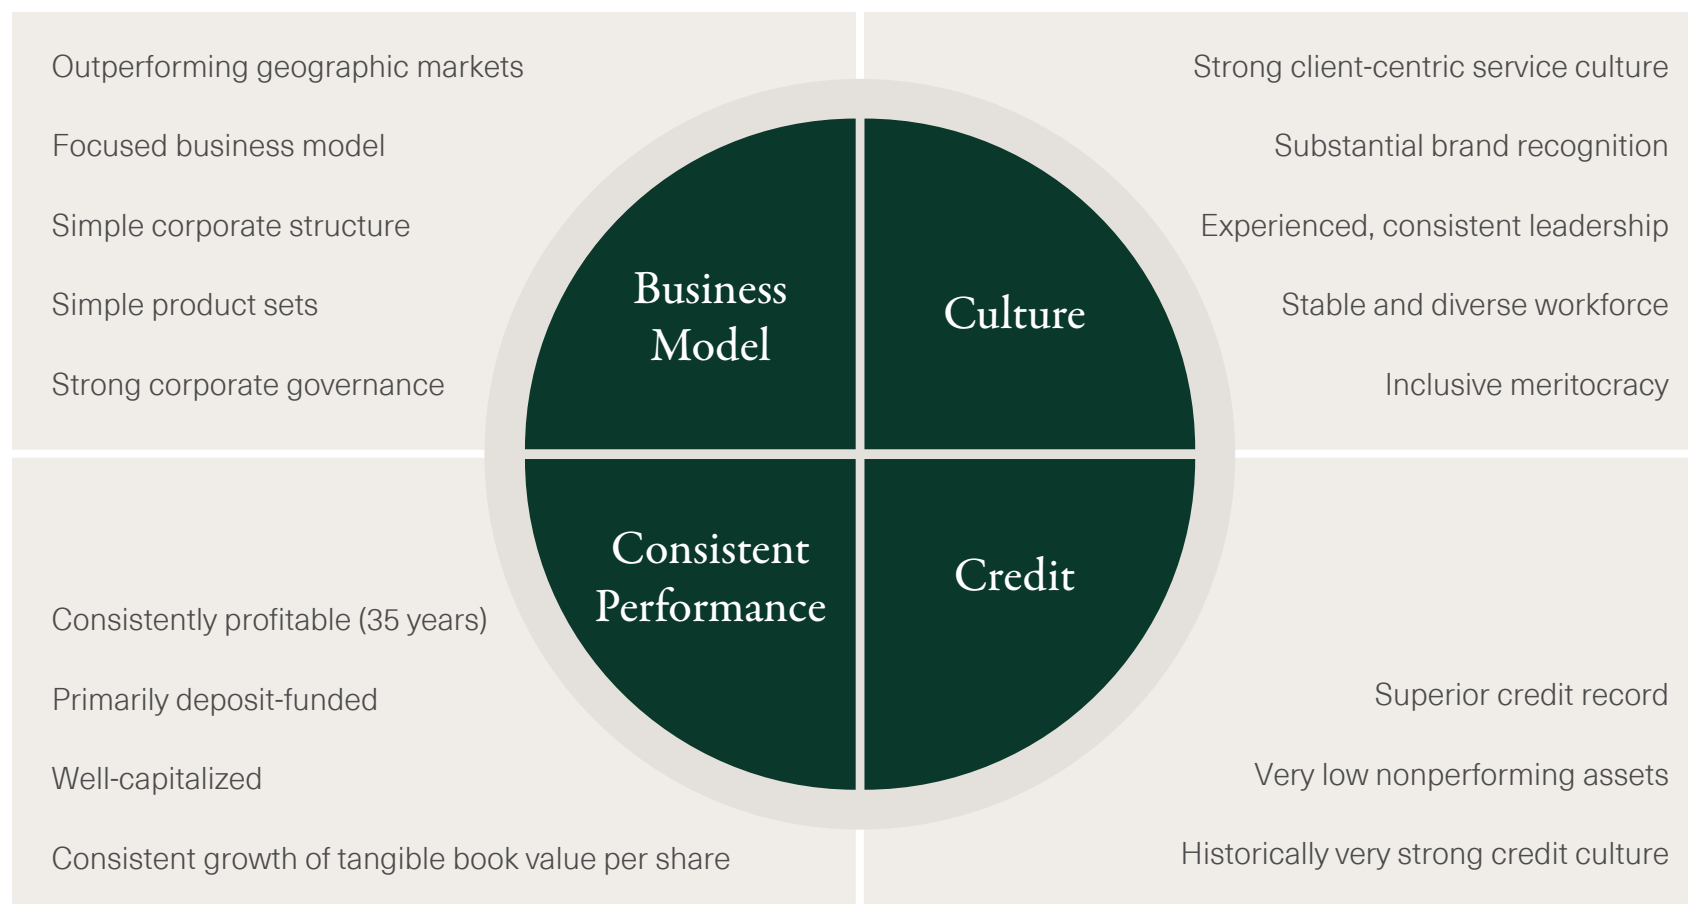 Outperforming geographic markets
Focused business model
Simple corporate structure
Simple product sets
Strong corporate governance
Business
Model
Strong client-centric service culture
Substantial brand recognition
Experienced, consistent leadership
Stable and diverse workforce
Inclusive meritocracy
Culture
Consistent
Performance
Consistently profitable (35 years)
Primarily deposit-funded
Well-capitalized
Consistent growth of tangible book value per share
Credit
Superior credit record
Very low nonperforming assets
Historically very strong credit culture